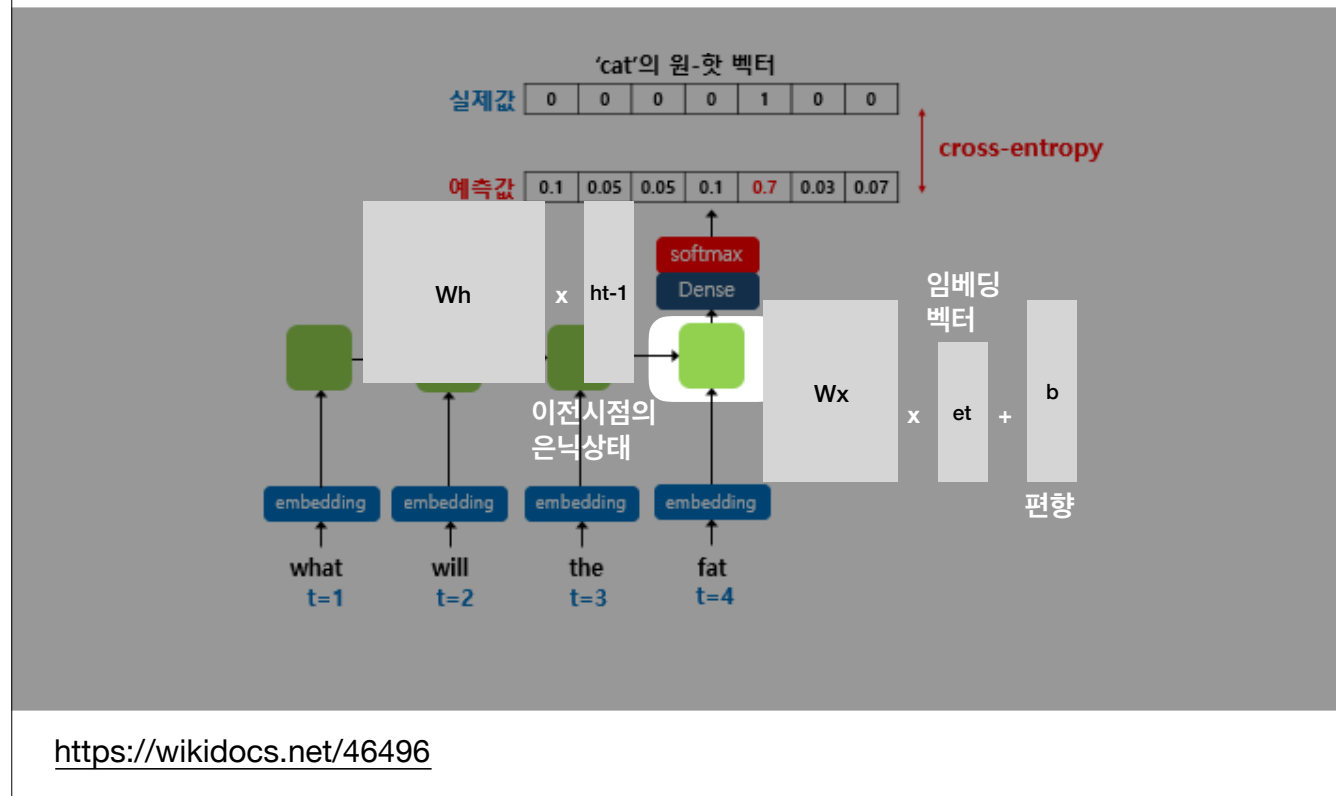 'cat'의 원-핫 벡터
실제값 0 0 0 0 1 0 0
cross-entropy
예측값 0.1 0.05 0.05 0.1 0.7 0.03 0.07
softmax
Dense
Wh x ht-1
임베딩
벡터
Wx x et + b
이전시점의
은닉상태
편향
embedding embedding embedding embedding
what will the fat
t=1 t=2 t=3 t=4
https://wikidocs.net/46496